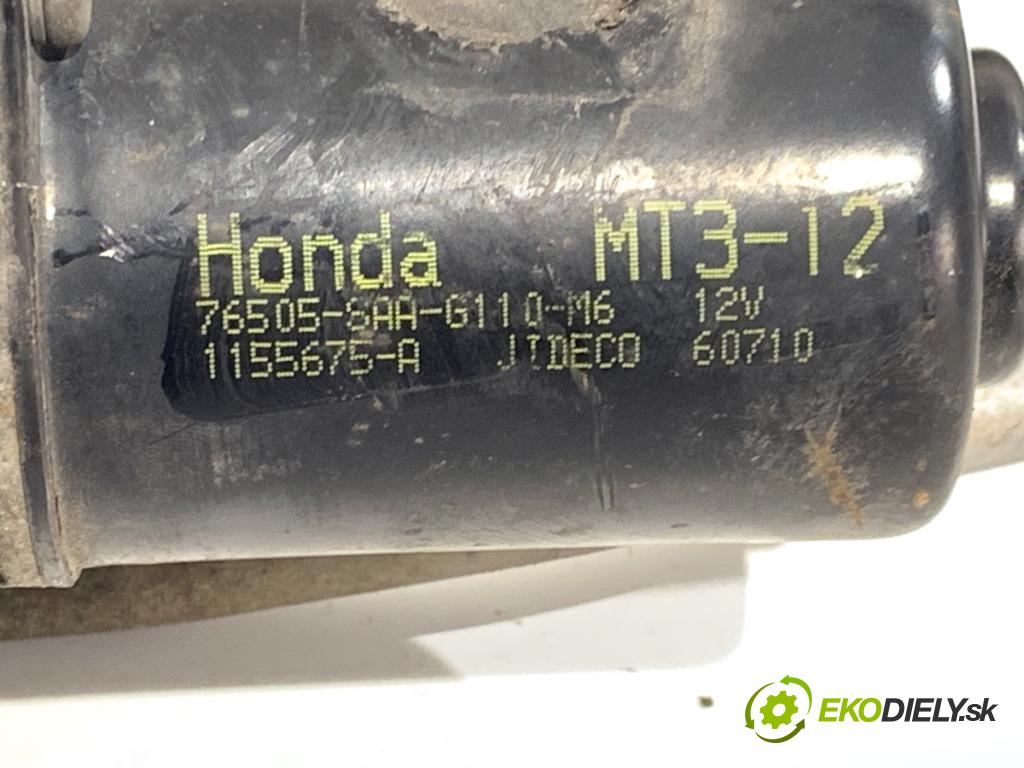 Honda MT3-12
76505-SAA-G110-M6 12V
1155675-A JIDECO 60710
EKODIELY.sk